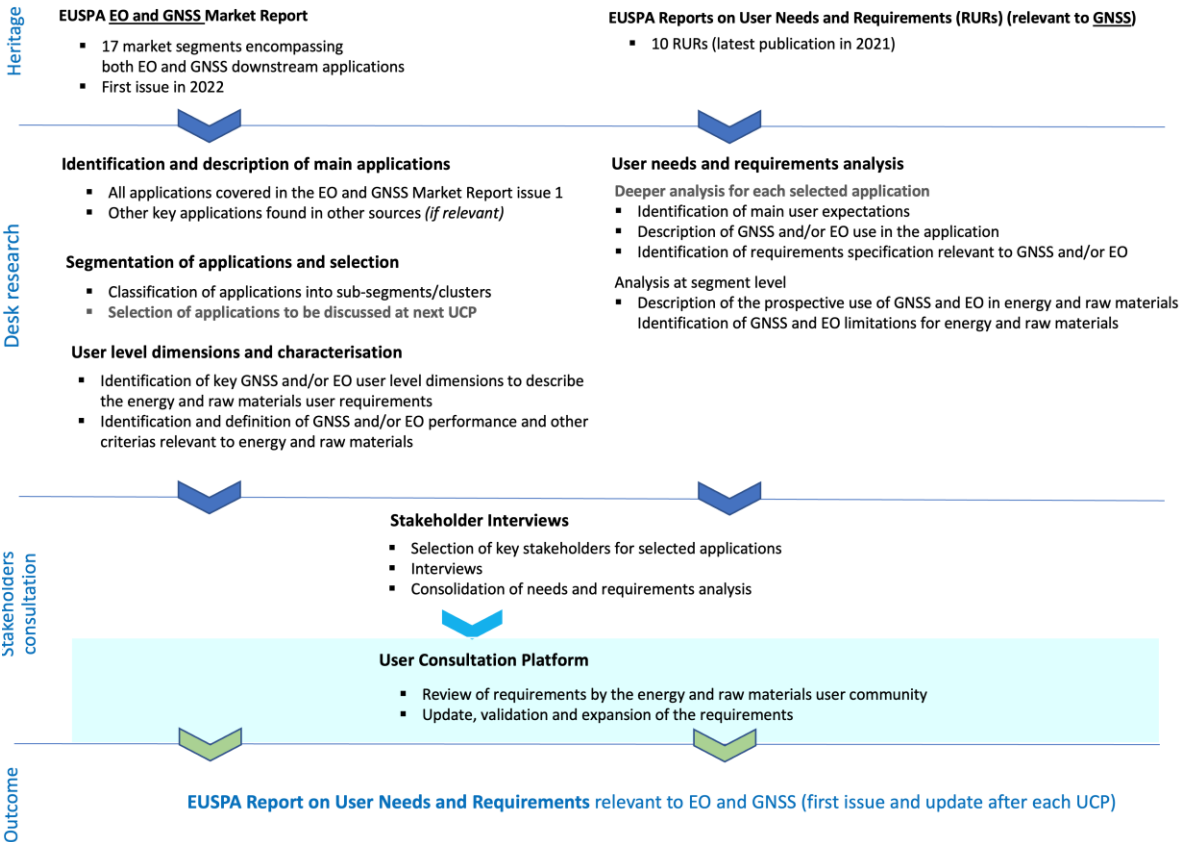 Heritage
EUSPA EO and GNSS Market Report
▪ 17 market segments encompassing
both EO and GNSS downstream applications
▪ First issue in 2022
EUSPA Reports on User Needs and Requirements (RURs) (relevant to GNSS)
▪ 10 RURs (latest publication in 2021)
Desk research
Identification and description of main applications
▪ All applications covered in the EO and GNSS Market Report issue 1
▪ Other key applications found in other sources (if relevant)
Segmentation of applications and selection
▪ Classification of applications into sub-segments/clusters
▪ Selection of applications to be discussed at next UCP
User level dimensions and characterisation
▪ Identification of key GNSS and/or EO user level dimensions to describe
the energy and raw materials user requirements
▪ Identification and definition of GNSS and/or EO performance and other
criterias relevant to energy and raw materials
User needs and requirements analysis
Deeper analysis for each selected application
▪ Identification of main user expectations
▪ Description of GNSS and/or EO use in the application
▪ Identification of requirements specification relevant to GNSS and/or EO
Analysis at segment level
▪ Description of the prospective use of GNSS and EO in energy and raw materials
Identification of GNSS and EO limitations for energy and raw materials
Stakeholders
consultation
Stakeholder Interviews
▪ Selection of key stakeholders for selected applications
▪ Interviews
▪ Consolidation of needs and requirements analysis
User Consultation Platform
▪ Review of requirements by the energy and raw materials user community
▪ Update, validation and expansion of the requirements
Outcome
EUSPA Report on User Needs and Requirements relevant to EO and GNSS (first issue and update after each UCP)